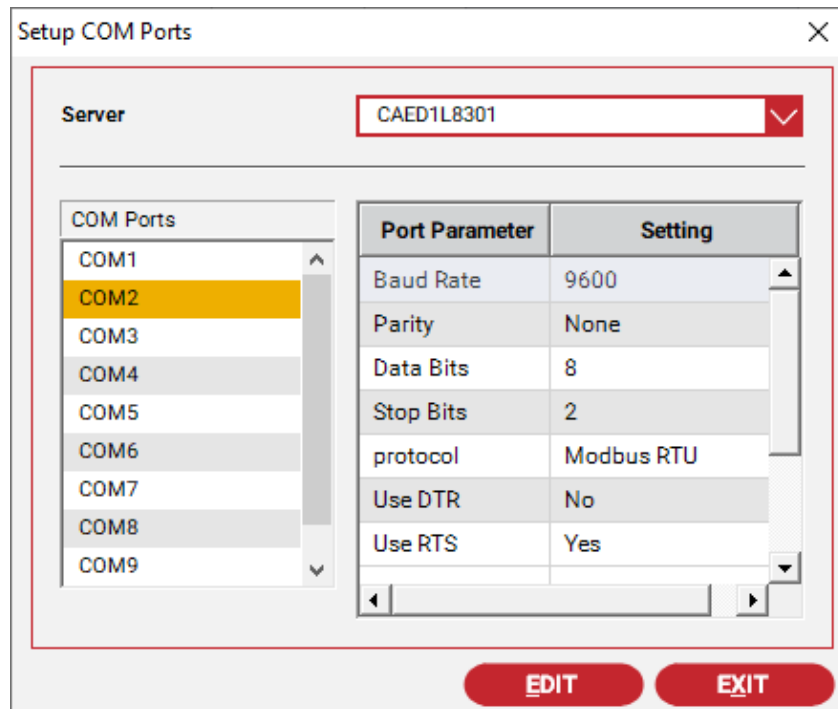 Setup COM Ports
Server CAED1L8301
COM Ports
COM1
COM2
COM3
COM4
COM5
COM6
COM7
COM8
COM9
Port Parameter Setting
Baud Rate 9600
Parity None
Data Bits 8
Stop Bits 2
protocol Modbus RTU
Use DTR No
Use RTS Yes
EDIT EXIT